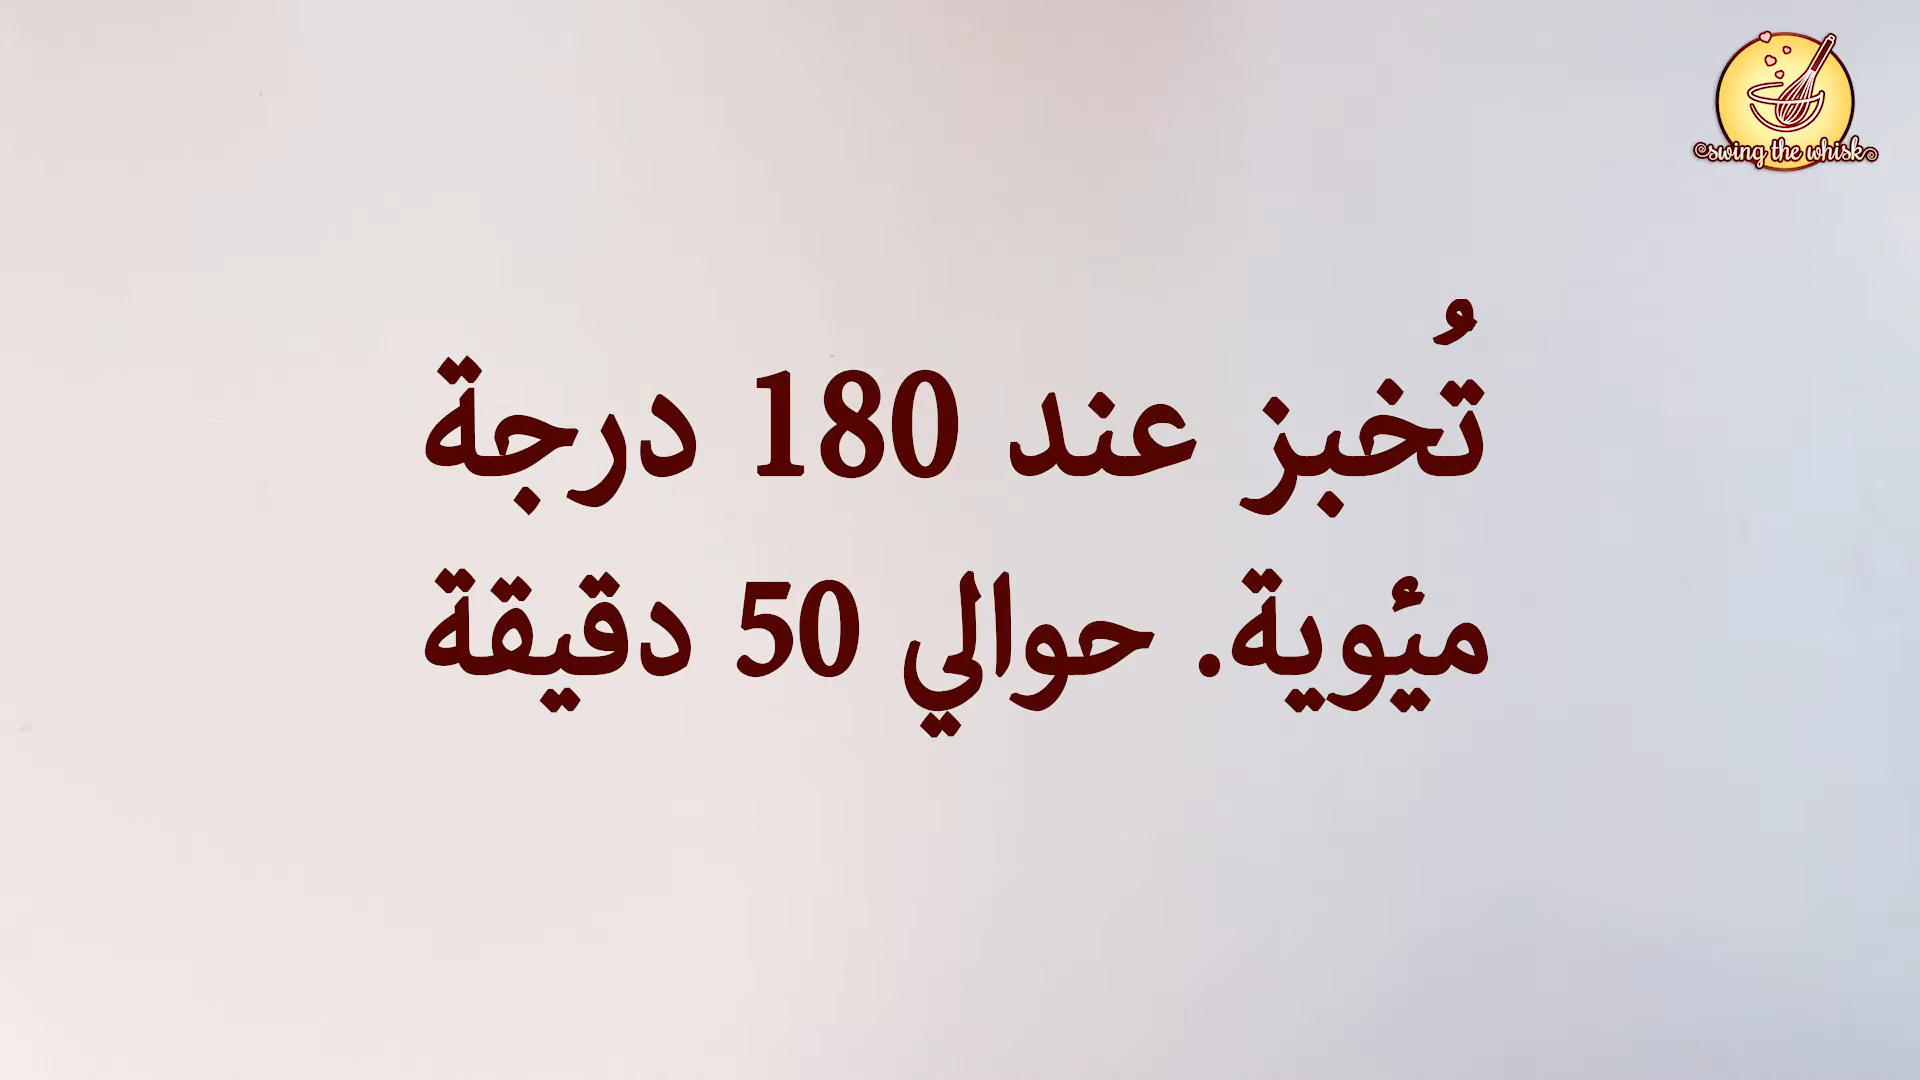 swing the whisk
تُخبز عند 180 درجة
مئوية. حوالي 50 دقيقة